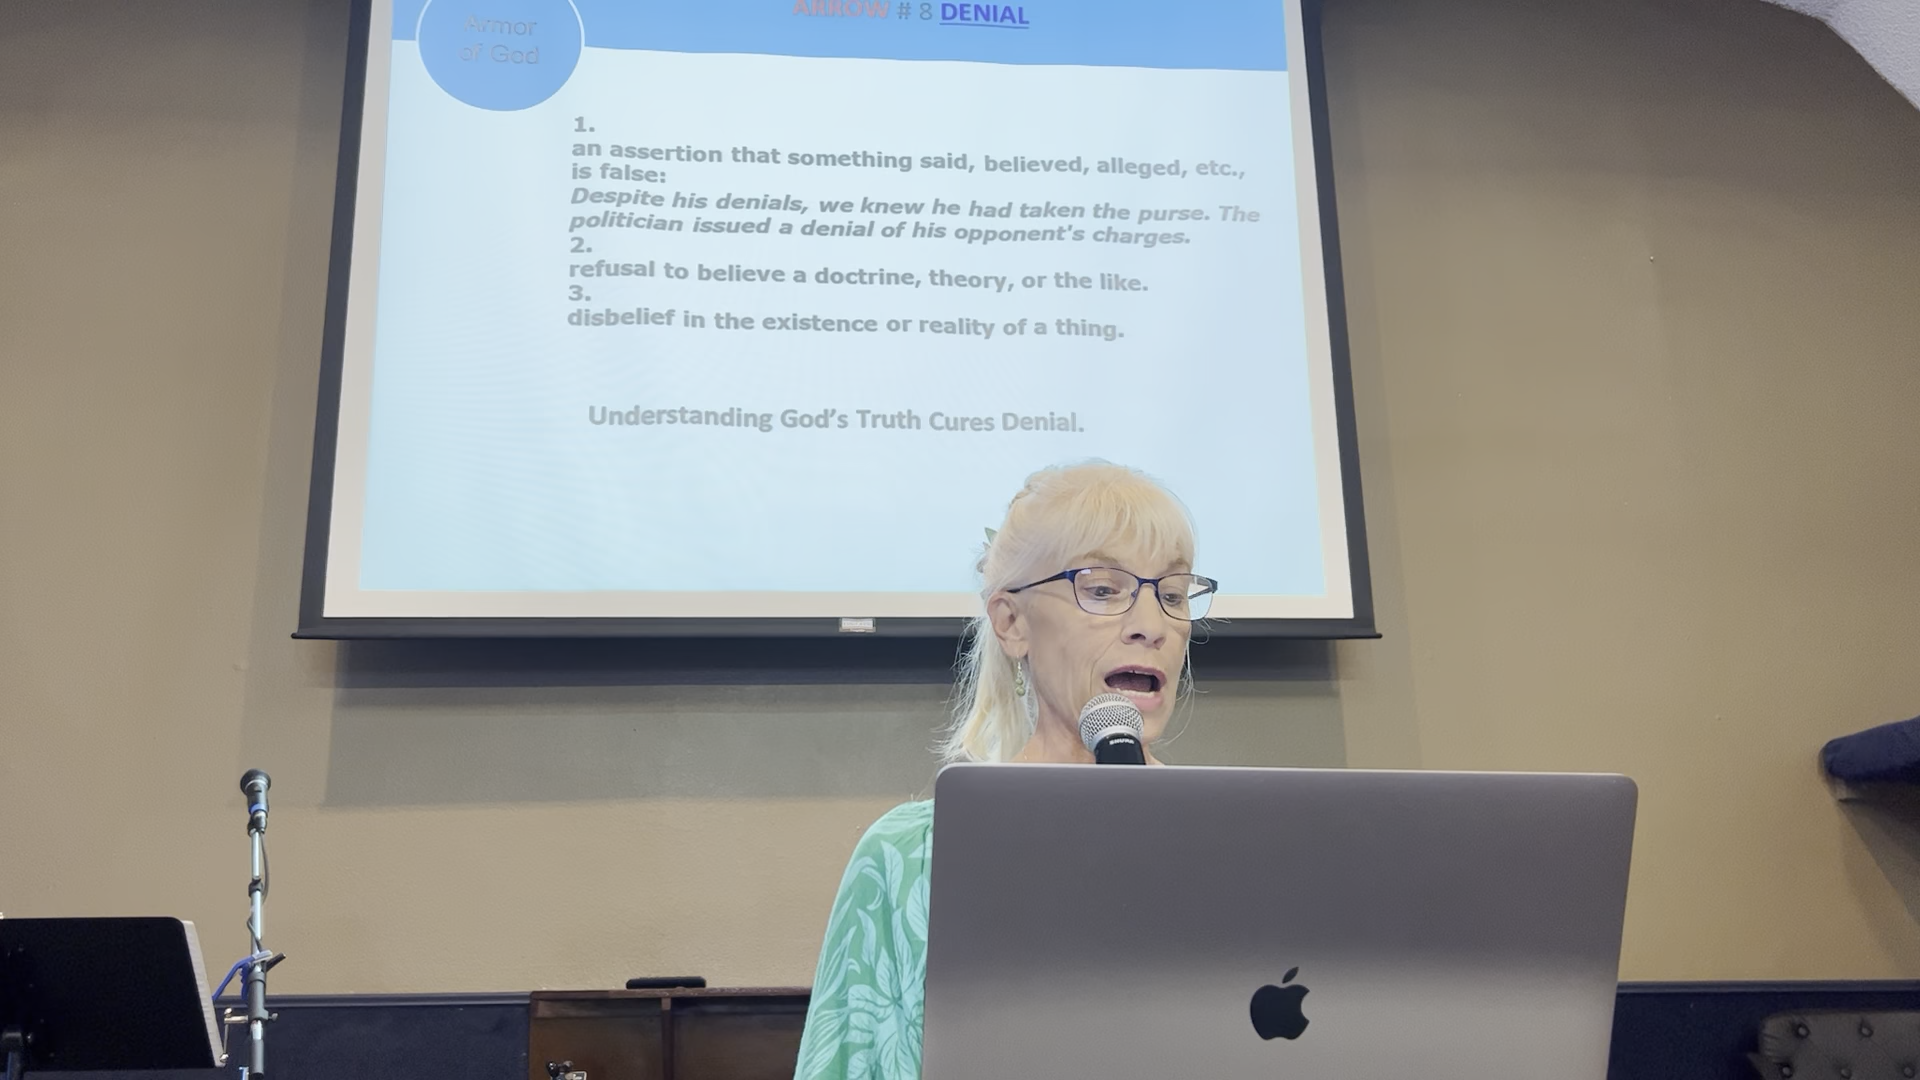 ARROW # 8 DENIAL
Armor
of God
1.
an assertion that something said, believed, alleged, etc.,
is false:
Despite his denials, we knew he had taken the purse. The
politician issued a denial of his opponent's charges.
2.
refusal to believe a doctrine, theory, or the like.
3.
disbelief in the existence or reality of a thing.
Understanding God’s Truth Cures Denial.
SHURE